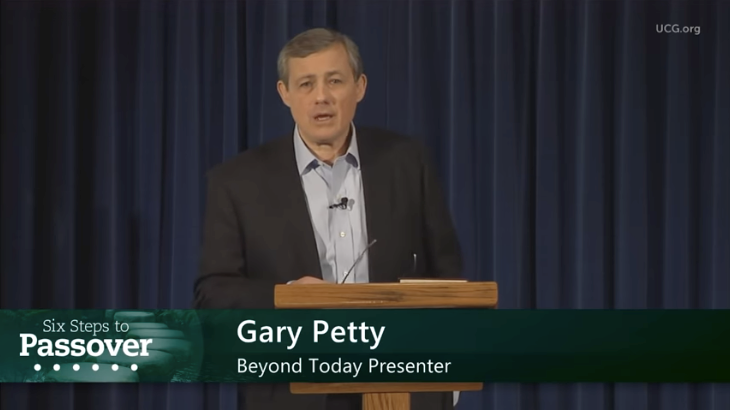 UCG.org
Six Steps to
Passover
Gary Petty
Beyond Today Presenter